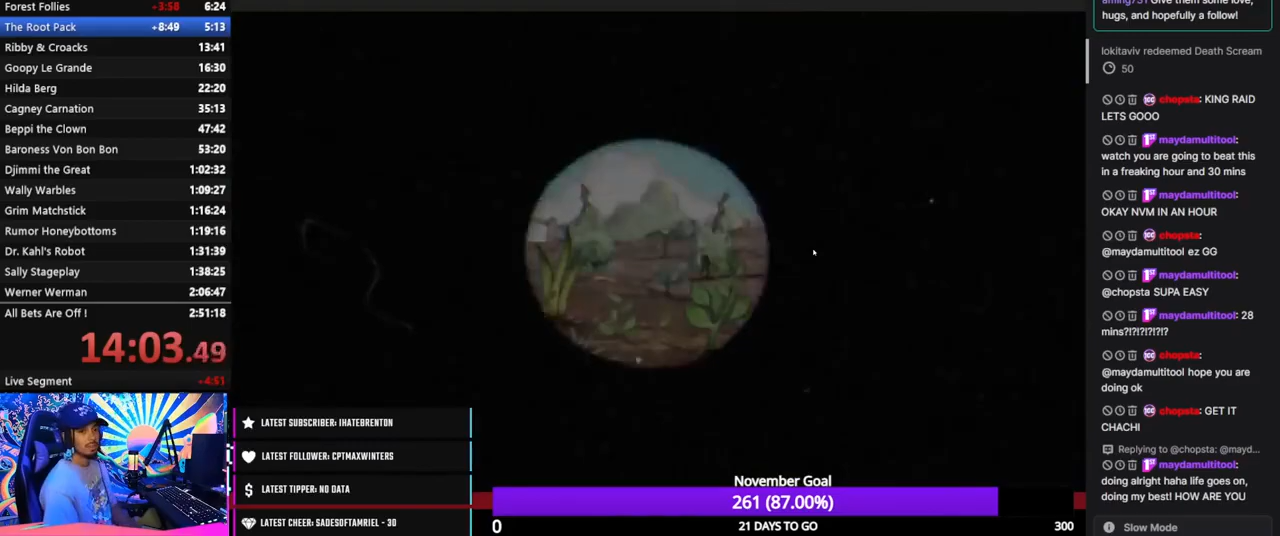 Forest Follies -3:58 6:24
The Root Pack +8:49 5:13
Ribby & Croacks 13:41
Goopy Le Grande 16:30
Hilda Berg 22:20
Cagney Carnation 35:13
Beppi the Clown 47:42
Baroness Von Bon Bon 53:20
Djimmi the Great 1:02:32
Wally Warbles 1:09:27
Grim Matchstick 1:16:24
Rumor Honeybottoms 1:19:16
Dr. Kahl's Robot 1:31:39
Sally Stageplay 1:38:25
Werner Werman 2:06:47
All Bets Are Off ! 2:51:18
14:03.49
Live Segment +4:51
LATEST SUBSCRIBER: IHATEBRENTON
LATEST FOLLOWER: CPTMAXWINTERS
LATEST TIPPER: NO DATA
LATEST CHEER: SADESOFTAMRIEL - 30
November Goal
261 (87.00%)
0 21 DAYS TO GO 300
Give them some love,
hugs, and hopefully a follow!
lokitaviv redeemed Death Scream
50
chopsta: KING RAID
LETS GOOO
maydamultitool:
watch you are going to beat this
in a freaking hour and 30 mins
maydamultitool:
OKAY NVM IN AN HOUR
chopsta:
@maydamultitool ez GG
maydamultitool:
@chopsta SUPA EASY
maydamultitool: 28
mins?!?!?!?!?!?
chopsta:
@maydamultitool hope you are
doing ok
chopsta: GET IT
CHACHI
Replying to @chopsta: @mayd...
maydamultitool:
doing alright haha life goes on,
doing my best! HOW ARE YOU
Slow Mode